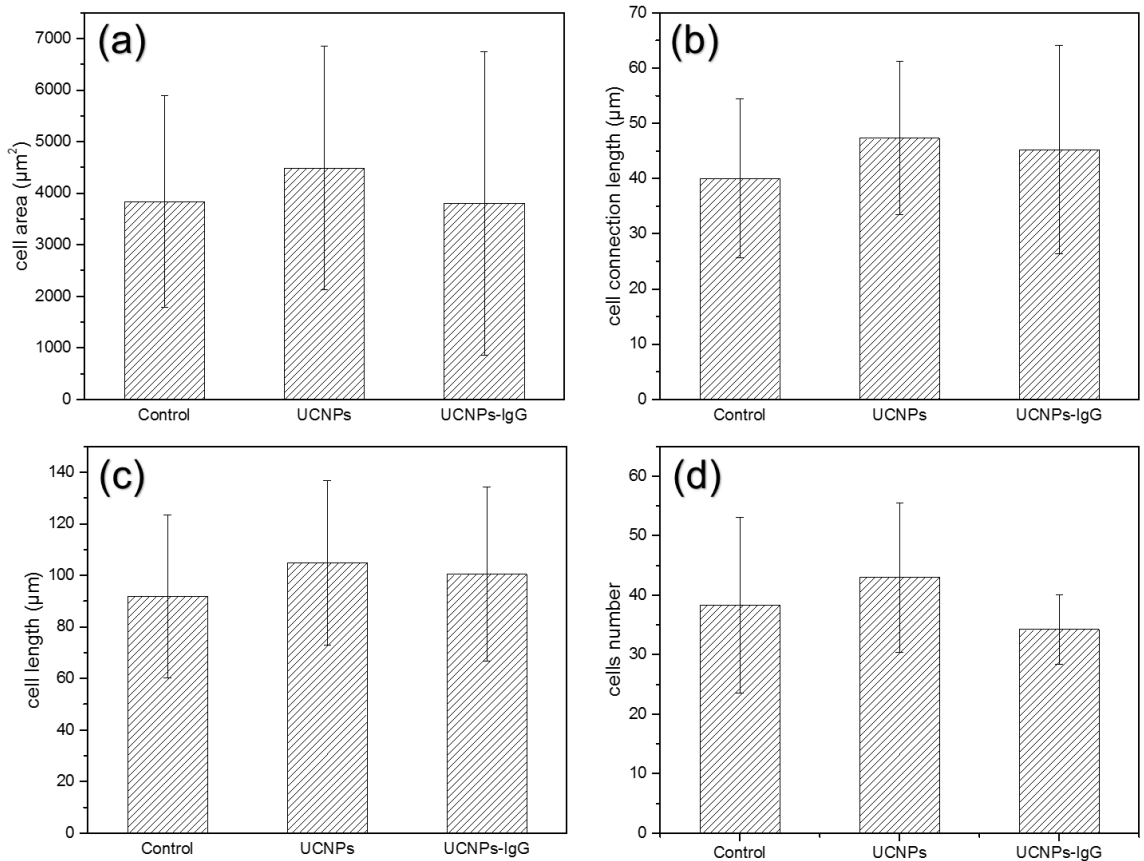 (a)
cell area (µm²)
7000
6000
5000
4000
3000
2000
1000
0
Control UCNPs UCNPs-IgG
(b)
cell connection length (µm)
70
60
50
40
30
20
10
0
Control UCNPs UCNPs-IgG
(c)
cell length (µm)
140
120
100
80
60
40
20
0
Control UCNPs UCNPs-IgG
(d)
cells number
60
50
40
30
20
10
0
Control UCNPs UCNPs-IgG